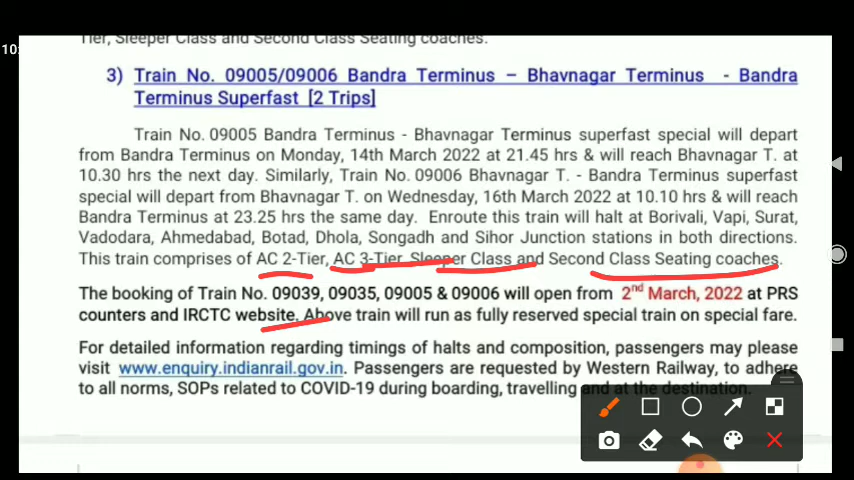 Tier, Sleeper Class and Second Class Seating coaches.
10:
3) Train No. 09005/09006 Bandra Terminus – Bhavnagar Terminus - Bandra
Terminus Superfast [2 Trips]
Train No. 09005 Bandra Terminus - Bhavnagar Terminus superfast special will depart
from Bandra Terminus on Monday, 14th March 2022 at 21.45 hrs & will reach Bhavnagar T. at
10.30 hrs the next day. Similarly, Train No. 09006 Bhavnagar T. - Bandra Terminus superfast
special will depart from Bhavnagar T. on Wednesday, 16th March 2022 at 10.10 hrs & will reach
Bandra Terminus at 23.25 hrs the same day. Enroute this train will halt at Borivali, Vapi, Surat,
Vadodara, Ahmedabad, Botad, Dhola, Songadh and Sihor Junction stations in both directions.
This train comprises of AC 2-Tier, AC 3-Tier, Sleeper Class and Second Class Seating coaches.
The booking of Train No. 09039, 09035, 09005 & 09006 will open from 2nd March, 2022 at PRS
counters and IRCTC website. Above train will run as fully reserved special train on special fare.
For detailed information regarding timings of halts and composition, passengers may please
visit www.enquiry.indianrail.gov.in. Passengers are requested by Western Railway, to adhere
to all norms, SOPs related to COVID-19 during boarding, travelling and at the destination.